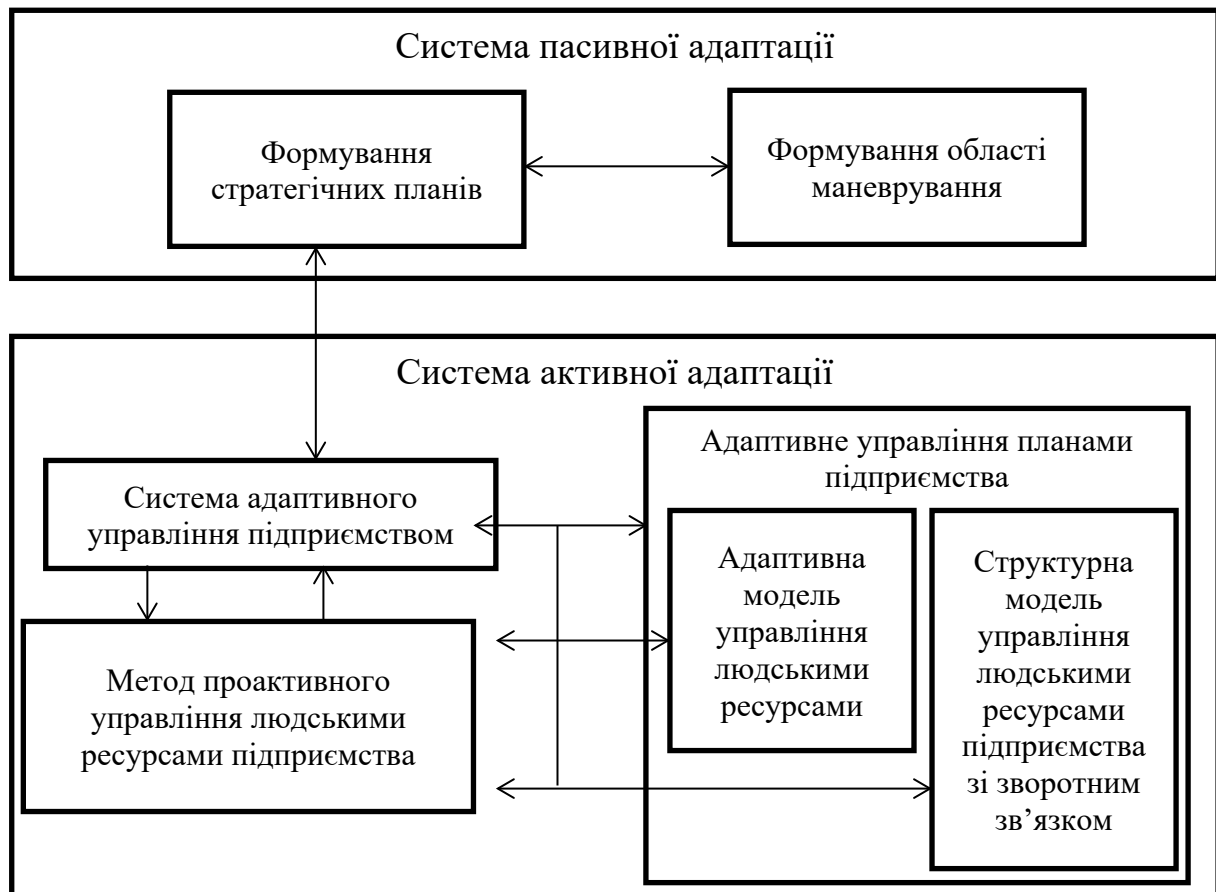 Система пасивної адаптації
Формування
стратегічних планів
Формування області
маневрування
Система активної адаптації
Система адаптивного
управління підприємством
Метод проактивного
управління людськими
ресурсами підприємства
Адаптивне управління планами
підприємства
Адаптивна
модель
управління
людськими
ресурсами
Структурна
модель
управління
людськими
ресурсами
підприємства
зі зворотним
зв’язком